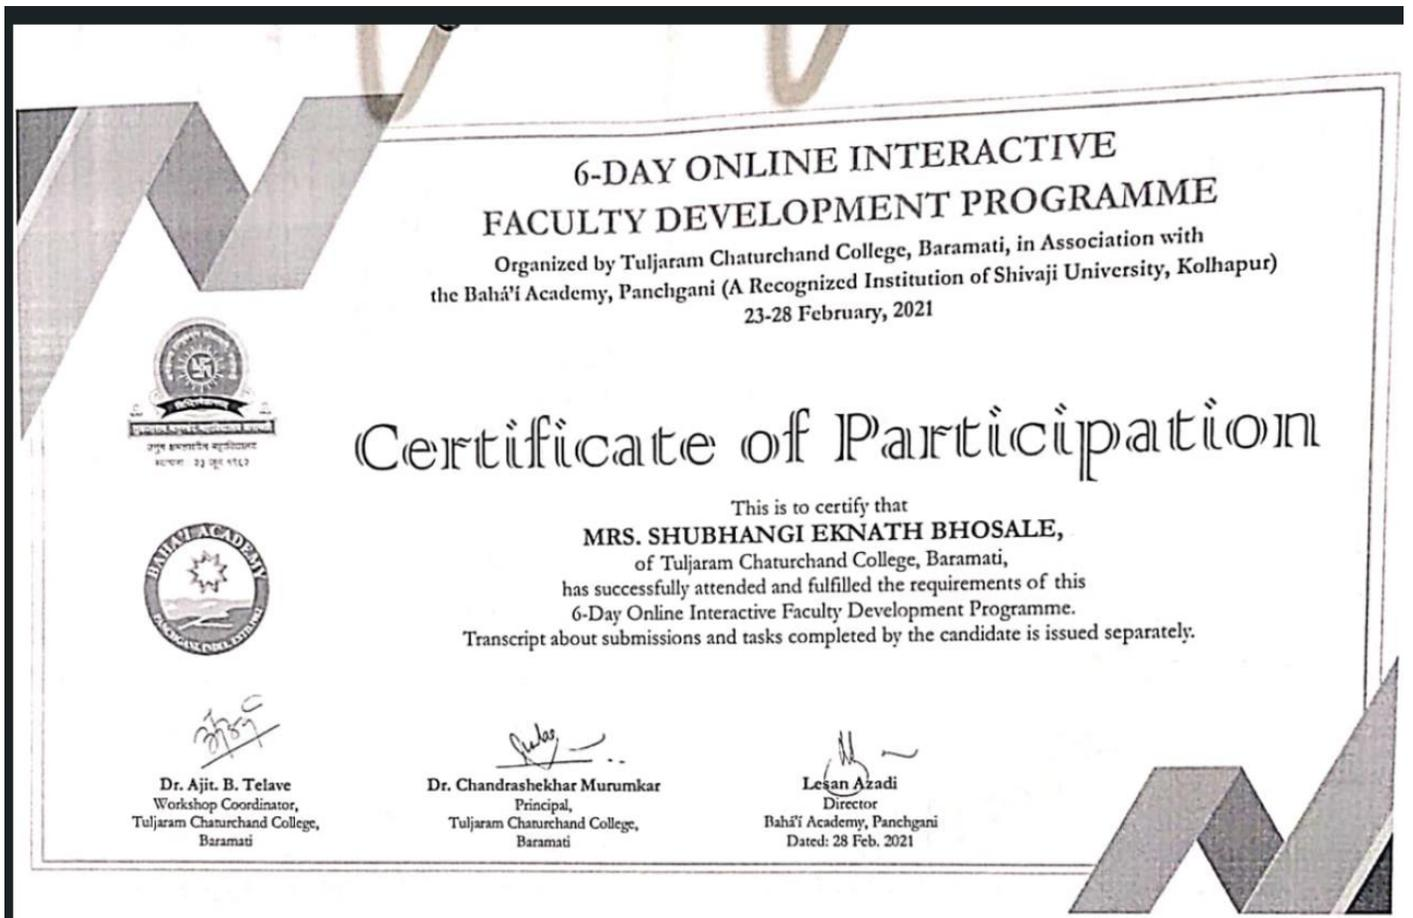 6-DAY ONLINE INTERACTIVE
FACULTY DEVELOPMENT PROGRAMME
Organized by Tuljaram Chaturchand College, Baramati, in Association with
the Bahá'í Academy, Panchgani (A Recognized Institution of Shivaji University, Kolhapur)
23-28 February, 2021
Certificate of Participation
This is to certify that
MRS. SHUBHANGI EKNATH BHOSALE,
of Tuljaram Chaturchand College, Baramati,
has successfully attended and fulfilled the requirements of this
6-Day Online Interactive Faculty Development Programme.
Transcript about submissions and tasks completed by the candidate is issued separately.
BAHÁ'Í ACADEMY
Dr. Ajit. B. Telave
Workshop Coordinator,
Tuljaram Chaturchand College,
Baramati
Dr. Chandrashekhar Murumkar
Principal,
Tuljaram Chaturchand College,
Baramati
Lesan Azadi
Director
Bahá'í Academy, Panchgani
Dated: 28 Feb. 2021